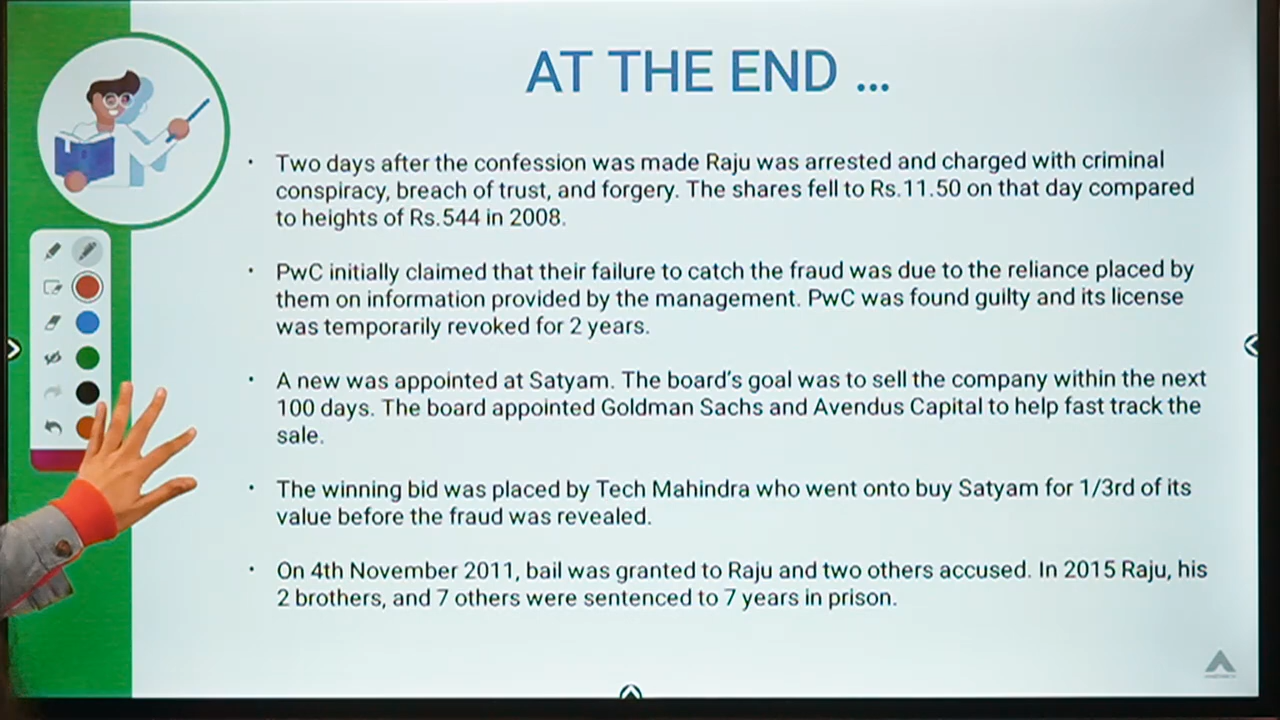 AT THE END ...
• Two days after the confession was made Raju was arrested and charged with criminal
conspiracy, breach of trust, and forgery. The shares fell to Rs.11.50 on that day compared
to heights of Rs.544 in 2008.
• PwC initially claimed that their failure to catch the fraud was due to the reliance placed by
them on information provided by the management. PwC was found guilty and its license
was temporarily revoked for 2 years.
• A new was appointed at Satyam. The board's goal was to sell the company within the next
100 days. The board appointed Goldman Sachs and Avendus Capital to help fast track the
sale.
• The winning bid was placed by Tech Mahindra who went onto buy Satyam for 1/3rd of its
value before the fraud was revealed.
• On 4th November 2011, bail was granted to Raju and two others accused. In 2015 Raju, his
2 brothers, and 7 others were sentenced to 7 years in prison.